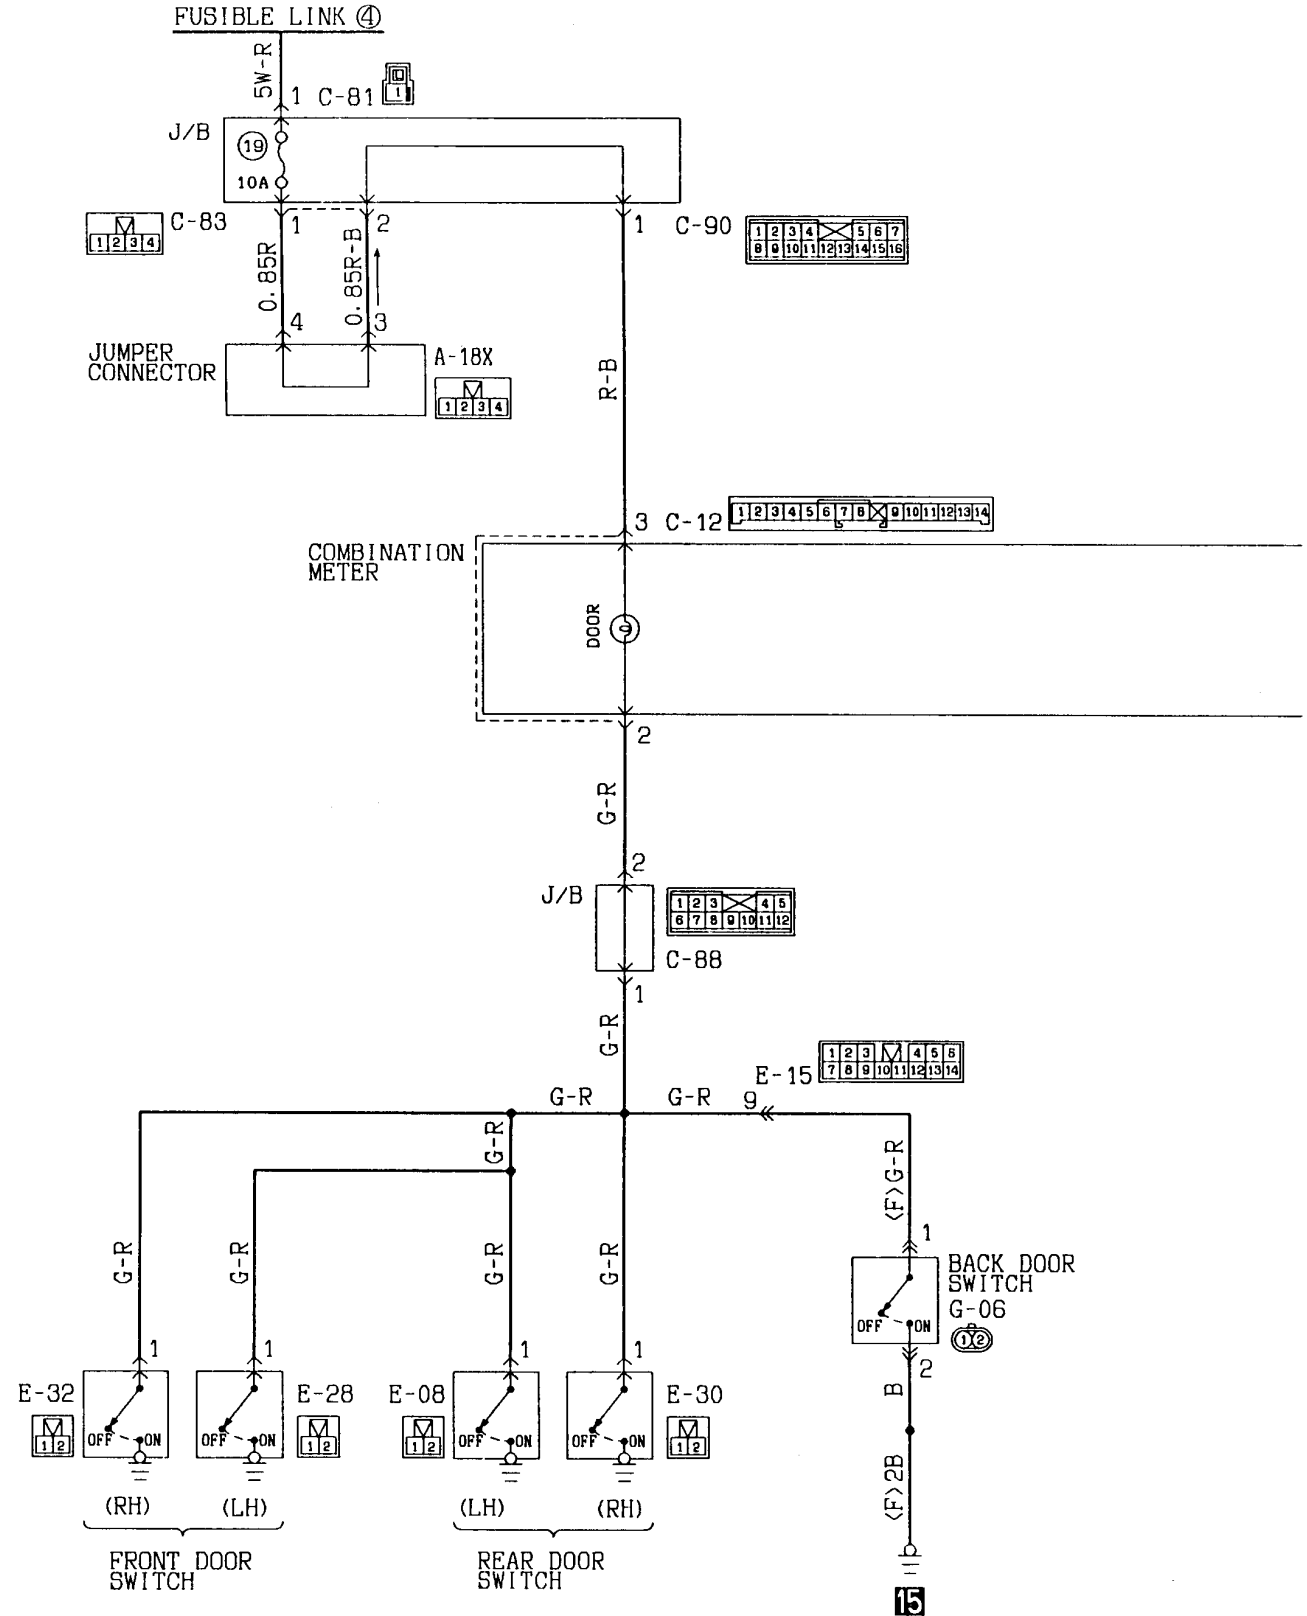 FUSIBLE LINK ④
5W-R
1 C-81
1
J/B
19
10A
C-83
1 2 3 4
1
2
1
C-90
1 2 3 4 5 6 7
8 9 10 11 12 13 14 15 16
0.85R
0.85R-B
4
3
JUMPER
CONNECTOR
A-18X
1 2 3 4
R-B
3 C-12
1 2 3 4 5 6 7 8 9 10 11 12 13 14
COMBINATION
METER
DOOR
2
G-R
2
J/B
1 2 3 4 5
6 7 8 9 10 11 12
C-88
1
G-R
E-15
1 2 3 4 5 6
7 8 9 10 11 12 13 14
G-R
G-R
9
G-R
<F>G-R
1
G-R
G-R
G-R
G-R
BACK DOOR
SWITCH
G-06
1 2
OFF ON
2
B
1
1
1
1
E-32
1 2
OFF ON
E-28
1 2
OFF ON
E-08
1 2
OFF ON
E-30
1 2
OFF ON
<F>2B
(RH)
(LH)
(LH)
(RH)
FRONT DOOR
SWITCH
REAR DOOR
SWITCH
15